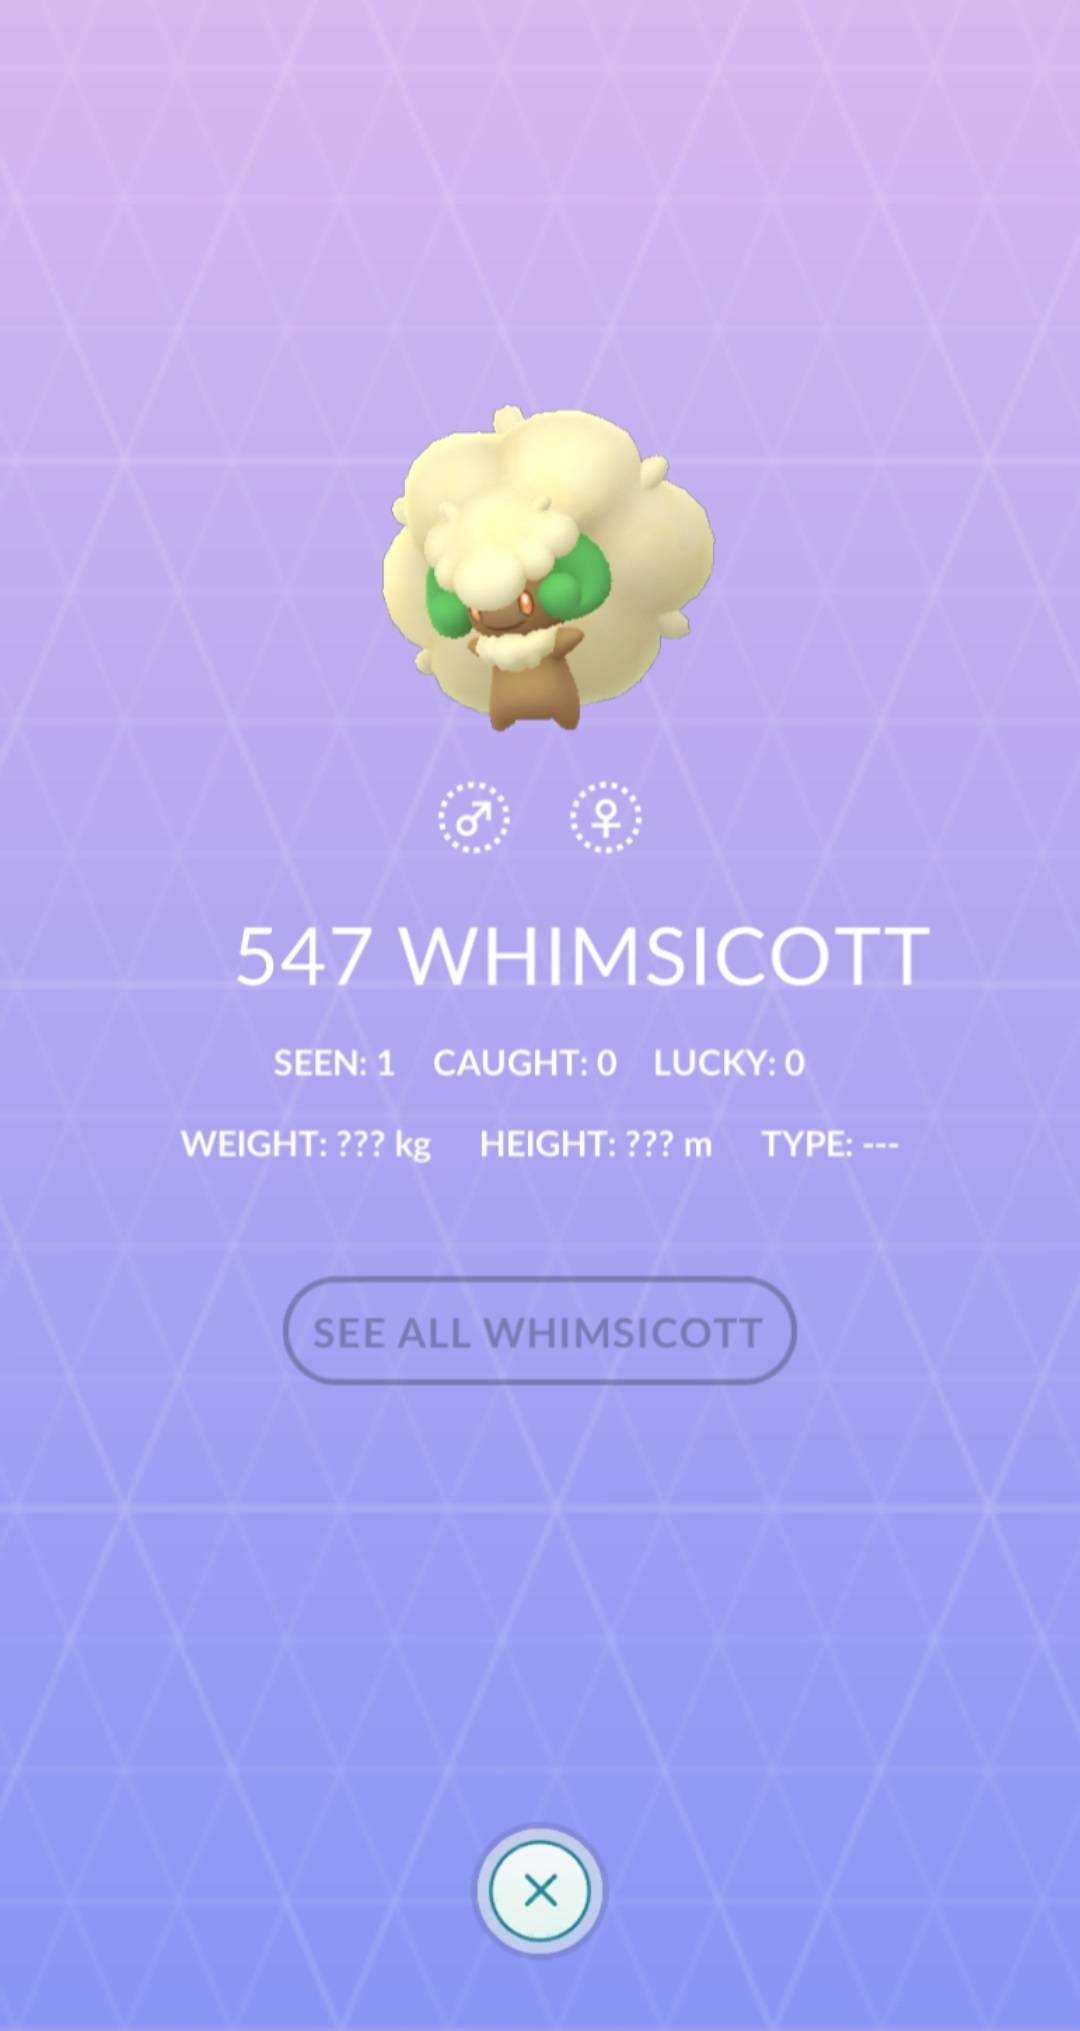 547 WHIMSICOTT
SEEN: 1 CAUGHT: 0 LUCKY: 0
WEIGHT: ??? kg HEIGHT: ??? m TYPE: ---
SEE ALL WHIMSICOTT